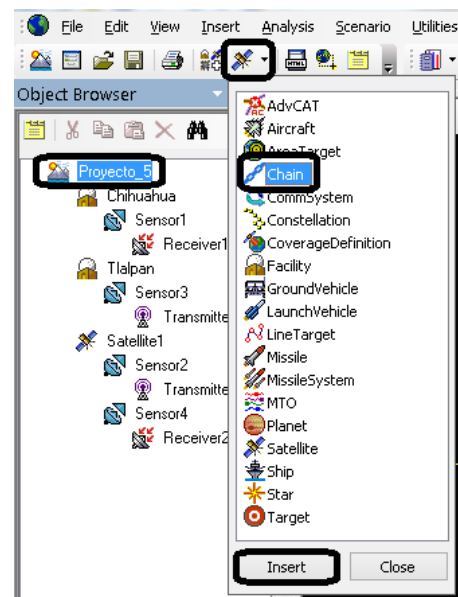 File Edit View Insert Analysis Scenario Utilities
Object Browser
Proyecto_5
Chihuahua
Sensor1
Receiver1
Tlalpan
Sensor3
Transmitte
Satellite1
Sensor2
Transmitte
Sensor4
Receiver2
AdvCAT
Aircraft
AreaTarget
Chain
CommSystem
Constellation
CoverageDefinition
Facility
GroundVehicle
LaunchVehicle
LineTarget
Missile
MissileSystem
MTO
Planet
Satellite
Ship
Star
Target
Insert Close